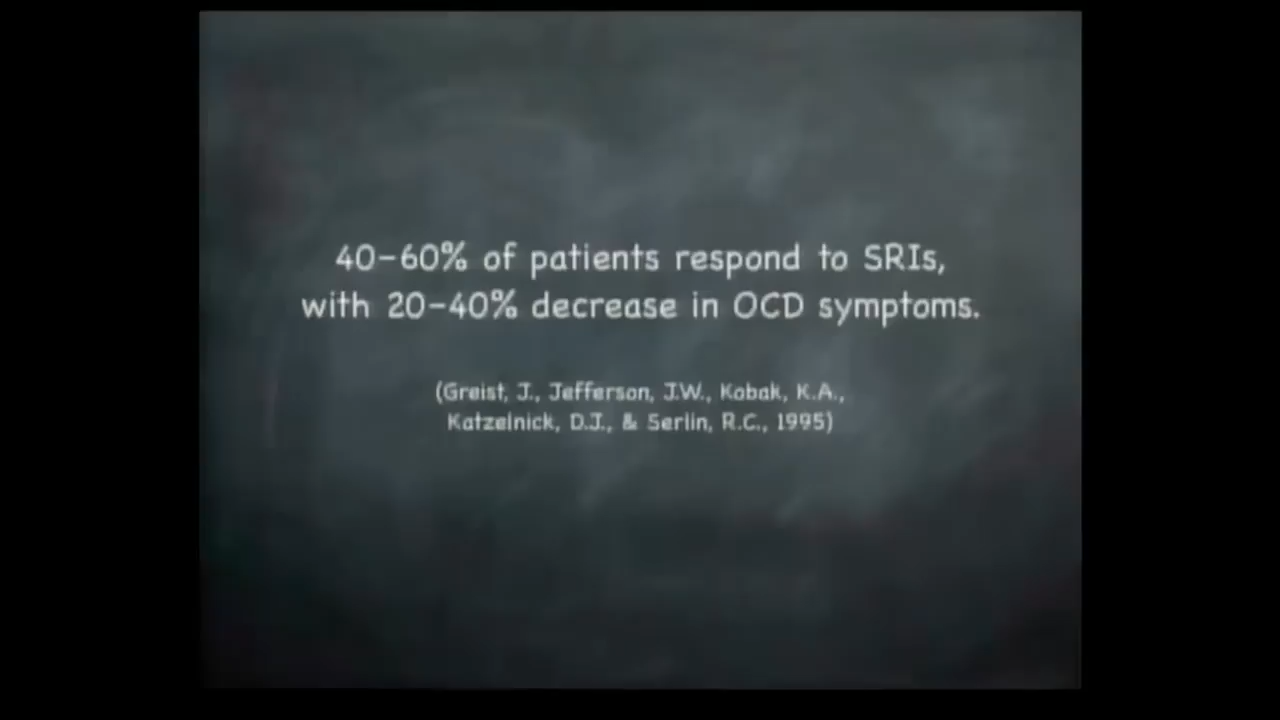 40-60% of patients respond to SRIs,
with 20-40% decrease in OCD symptoms.
(Greist, J., Jefferson, J.W., Kobak, K.A.,
Katzelnick, D.J., & Serlin, R.C., 1995)